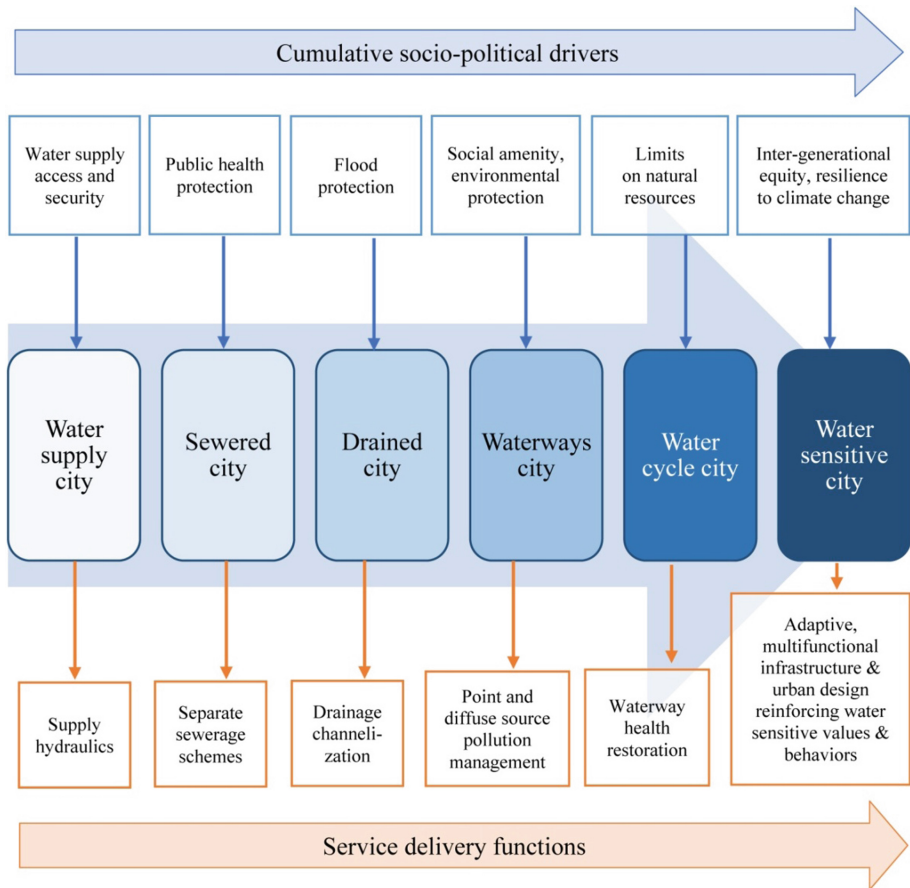 Cumulative socio-political drivers
Water supply
access and
security
Public health
protection
Flood
protection
Social amenity,
environmental
protection
Limits
on natural
resources
Inter-generational
equity, resilience
to climate change
Water
supply
city
Sewered
city
Drained
city
Waterways
city
Water
cycle city
Water
sensitive
city
Supply
hydraulics
Separate
sewerage
schemes
Drainage
channeli-
zation
Point and
diffuse source
pollution
management
Waterway
health
restoration
Adaptive,
multifunctional
infrastructure &
urban design
reinforcing water
sensitive values &
behaviors
Service delivery functions